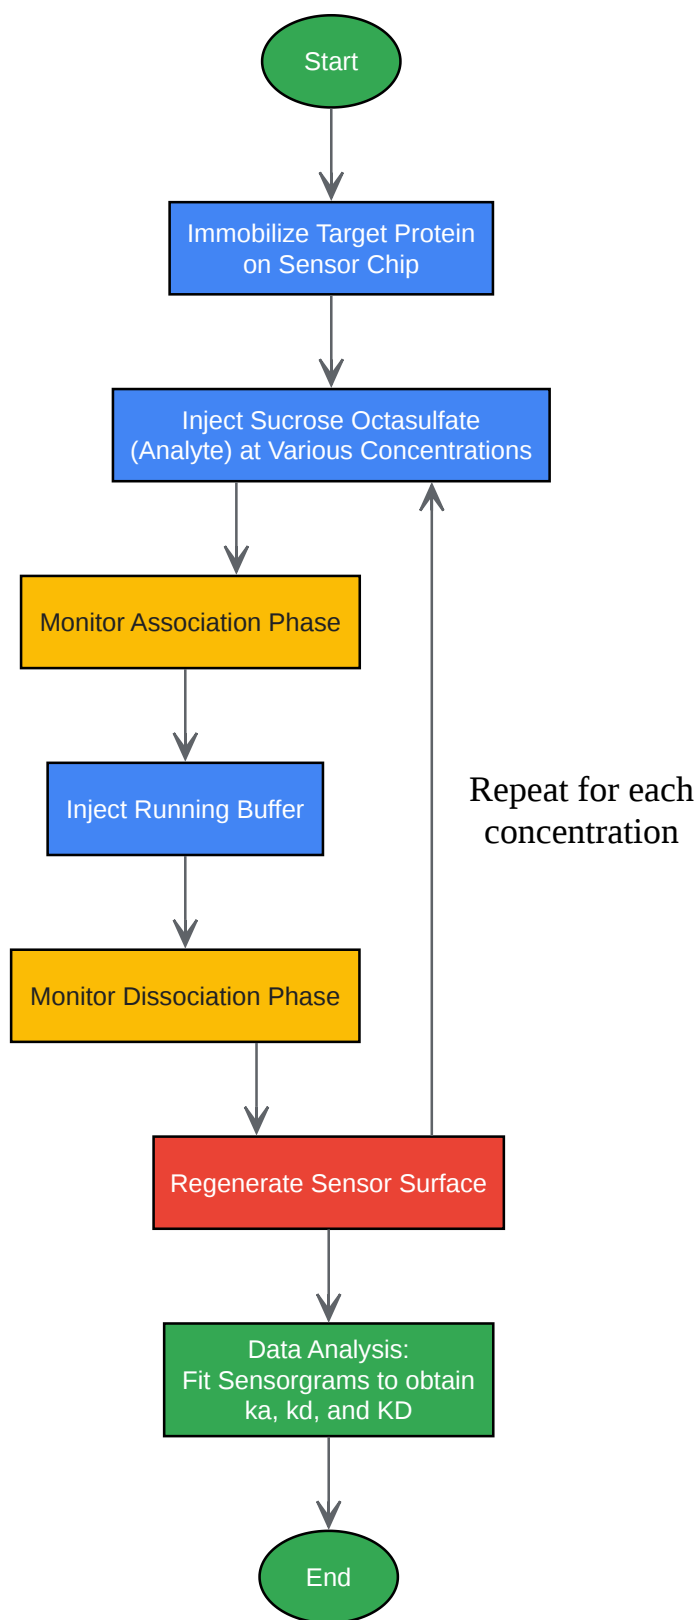 Start
Immobilize Target Protein
on Sensor Chip
Inject Sucrose Octasulfate
(Analyte) at Various Concentrations
Monitor Association Phase
Inject Running Buffer
Repeat for each
concentration
Monitor Dissociation Phase
Regenerate Sensor Surface
Data Analysis:
Fit Sensorgrams to obtain
ka, kd, and KD
End